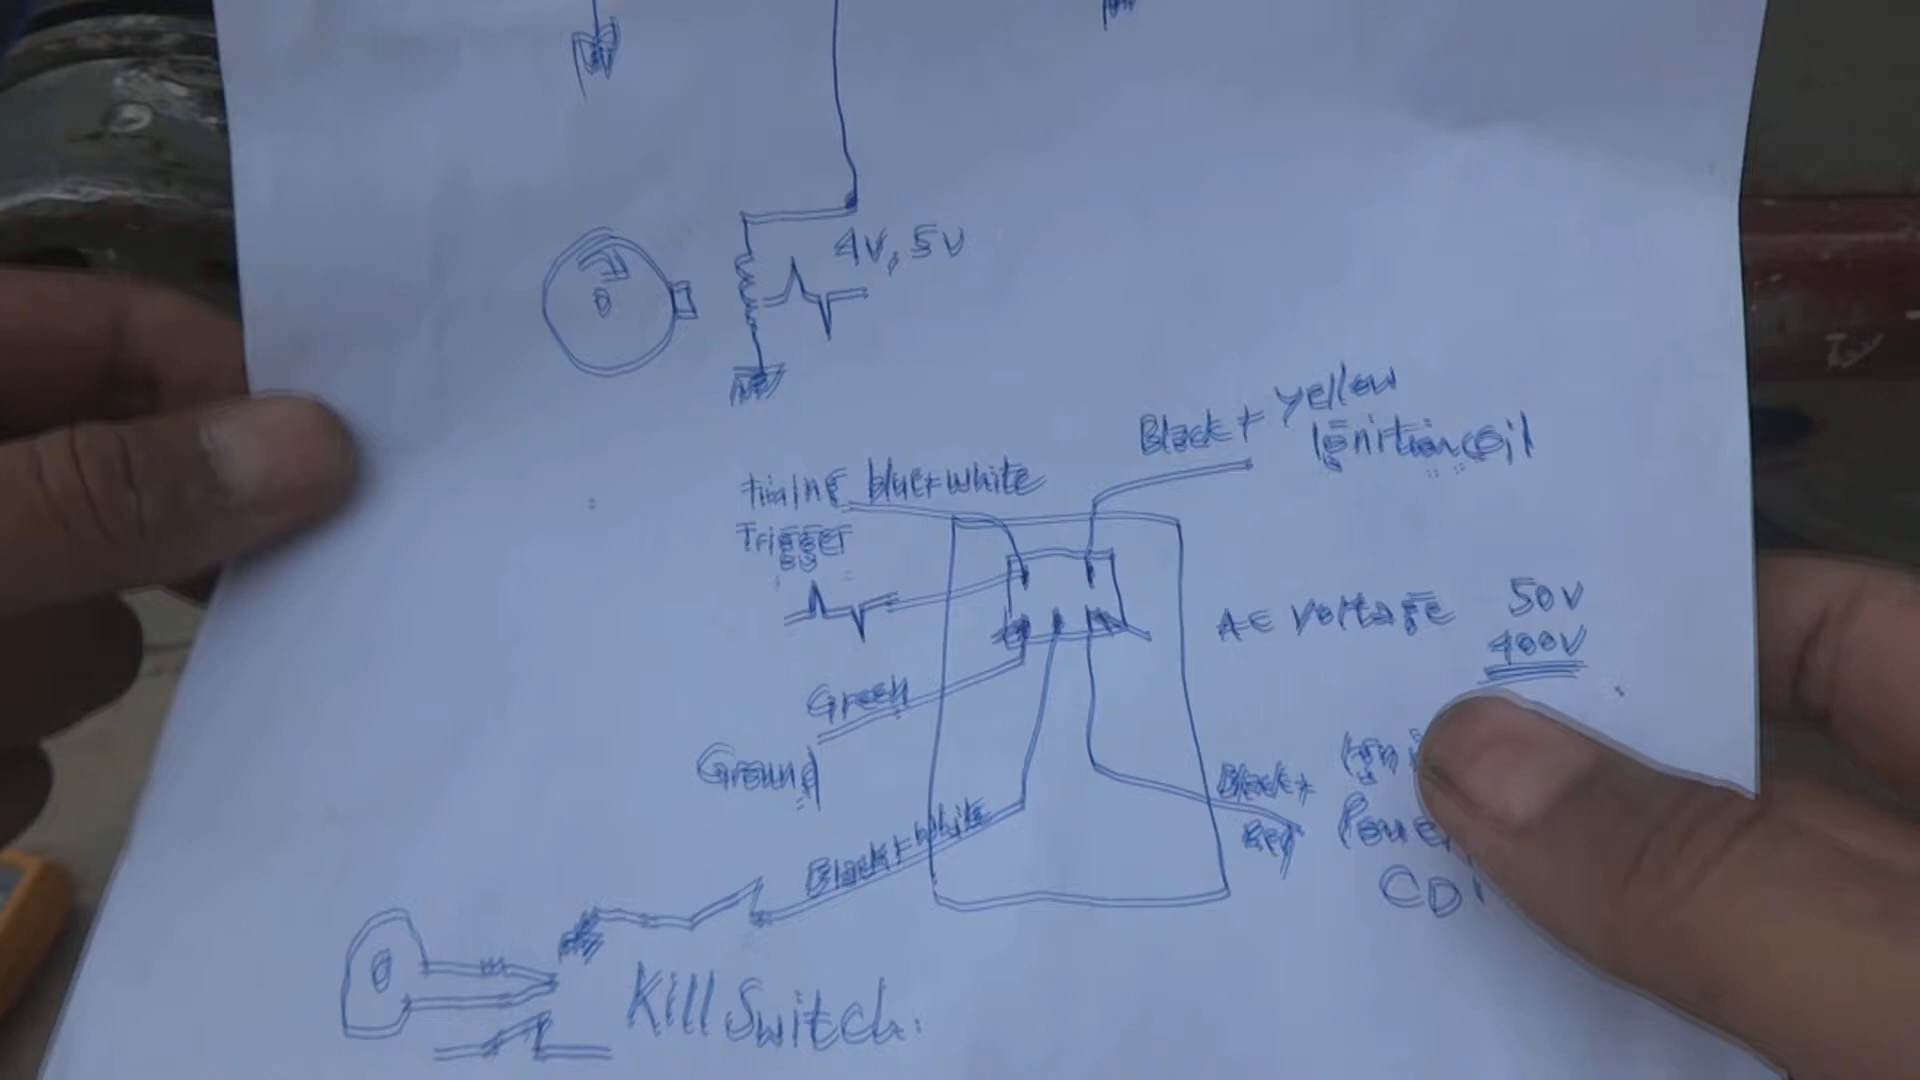 4V, 5V
Black + Yellow
Ignition coil
timing blue+white
Trigger
AC Voltage 50V
400V
Green
Ground
Black+
Red
Black+white
CDI
Kill Switch.